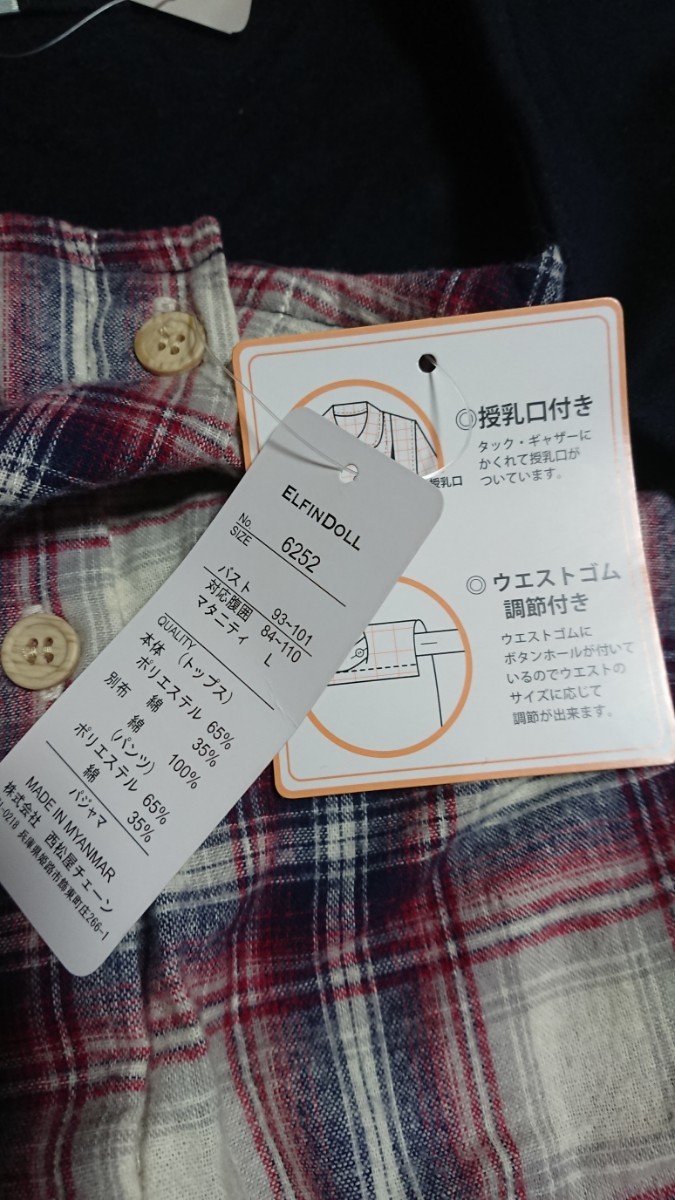 ELFINDOLL
No. 6252
SIZE
バスト 93~101
対応腹囲 84~110
マタニティ L
QUALITY
本体 (トップス)
ポリエステル 65%
綿 35%
別布 綿 100%
(パンツ)
ポリエステル 65%
綿 35%
パジャマ
MADE IN MYANMAR
株式会社 西松屋チェーン
1-0218 兵庫県姫路市飾東町庄266-1
◎授乳口付き
タック・ギャザーに
かくれて授乳口が
ついています。
授乳口
◎ウエストゴム
調節付き
ウエストゴムに
ボタンホールが付いて
いるのでウエストの
サイズに応じて
調節が出来ます。